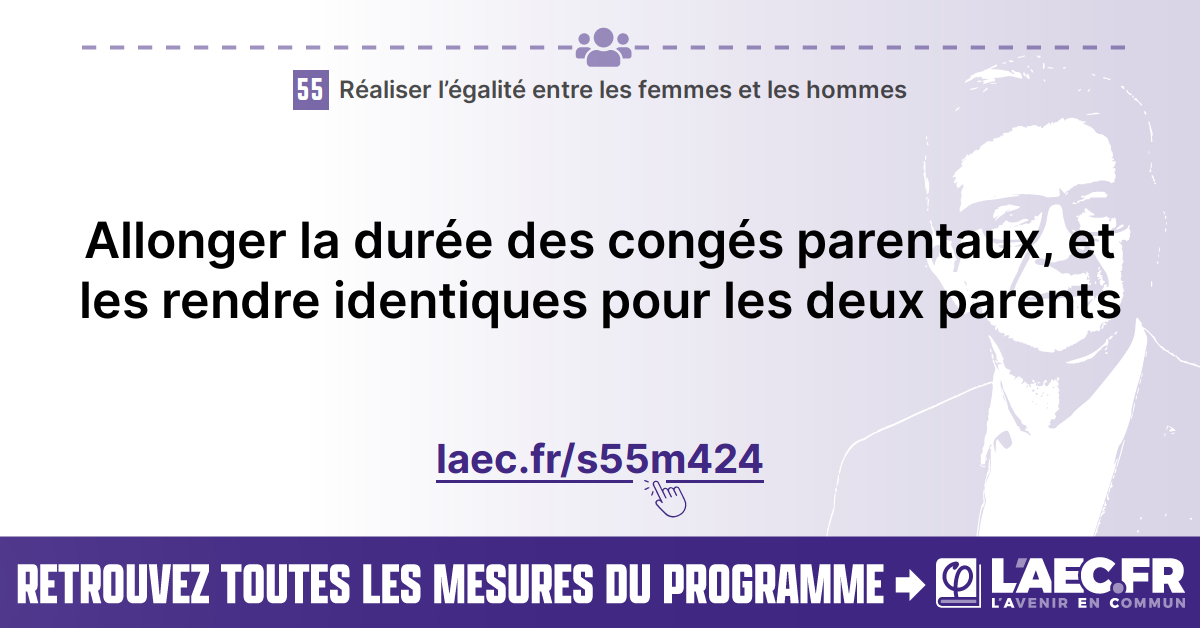 55 Réaliser l’égalité entre les femmes et les hommes
Allonger la durée des congés parentaux, et
les rendre identiques pour les deux parents
laec.fr/s55m424
RETROUVEZ TOUTES LES MESURES DU PROGRAMME → φ L'AEC.FR
L'AVENIR EN COMMUN